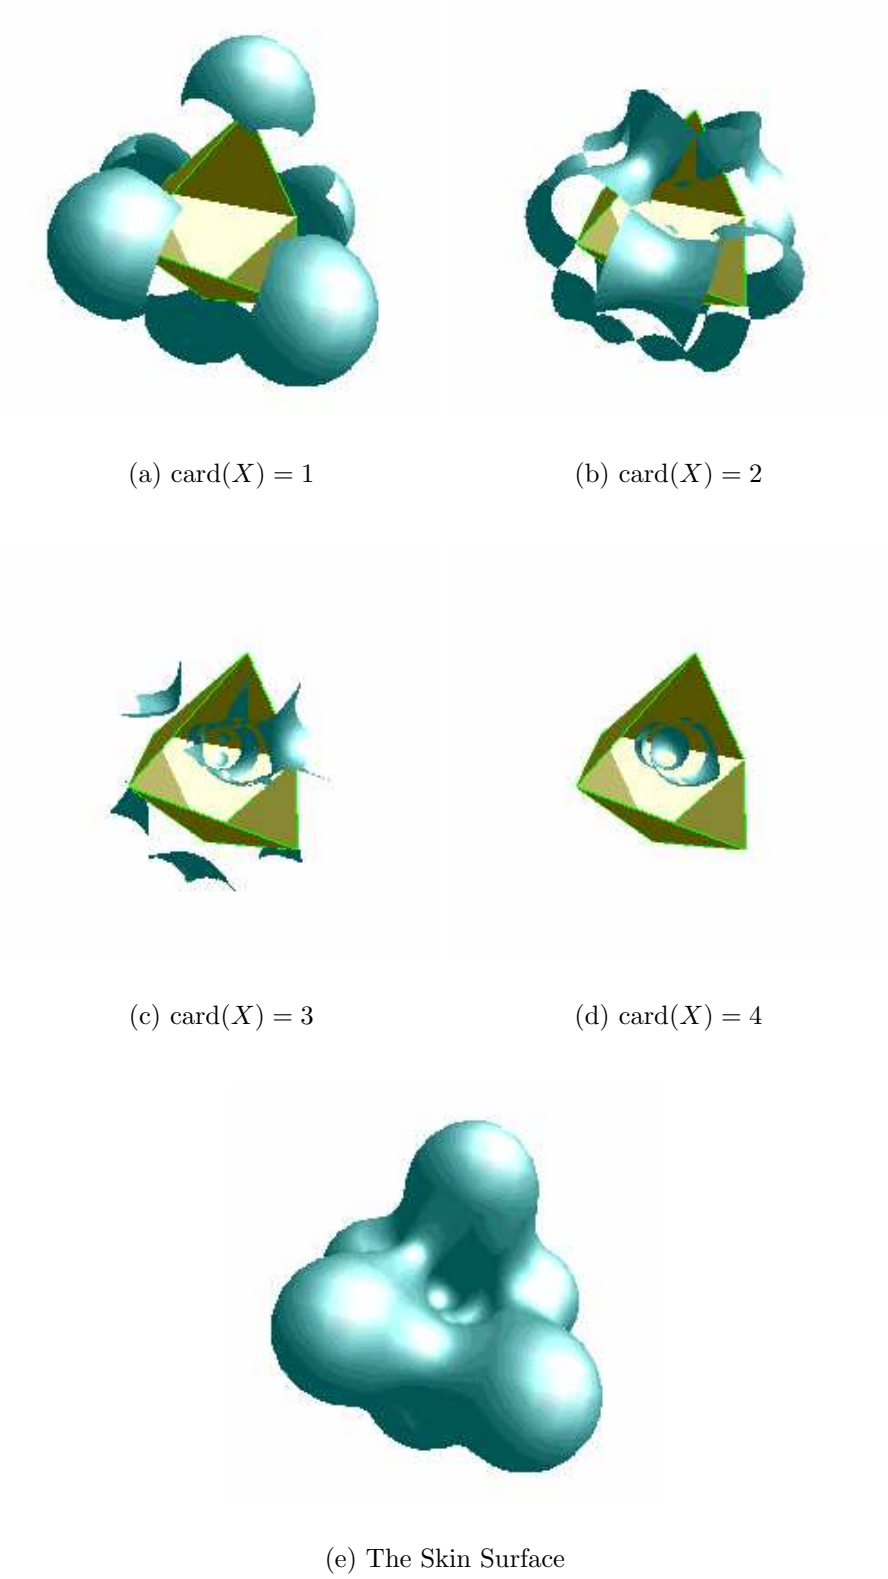 (a) card(X) = 1
(b) card(X) = 2
(c) card(X) = 3
(d) card(X) = 4
(e) The Skin Surface